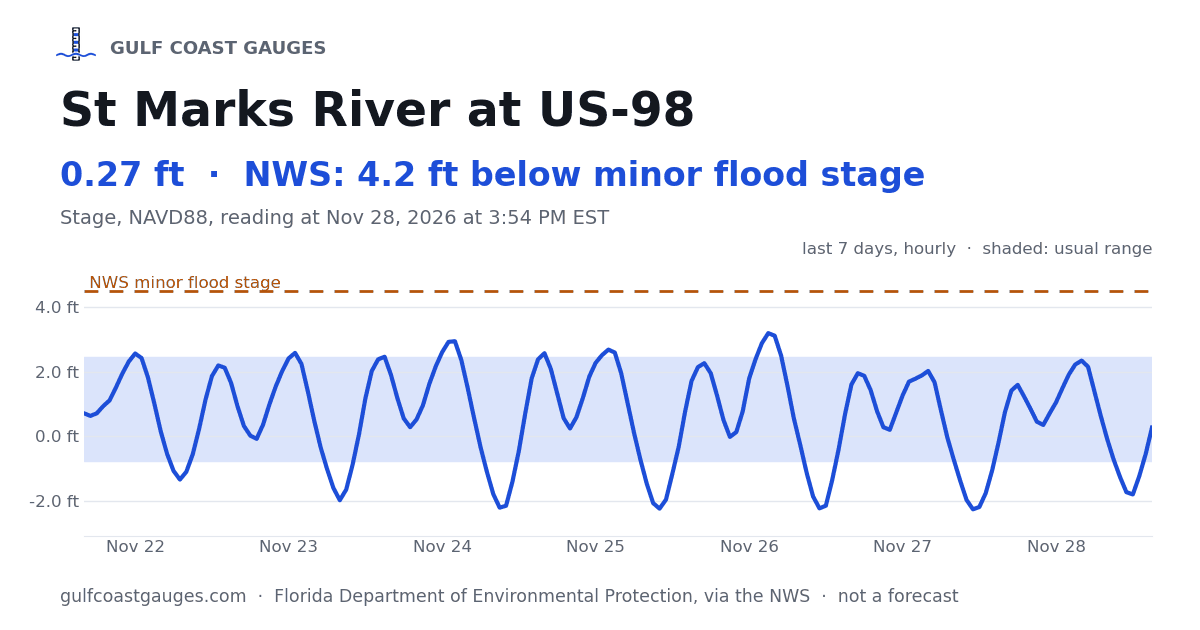 GULF COAST GAUGES
St Marks River at US-98
0.27 ft · NWS: 4.2 ft below minor flood stage
Stage, NAVD88, reading at Nov 28, 2026 at 3:54 PM EST
last 7 days, hourly · shaded: usual range
NWS minor flood stage
4.0 ft
2.0 ft
0.0 ft
-2.0 ft
Nov 22 Nov 23 Nov 24 Nov 25 Nov 26 Nov 27 Nov 28
gulfcoastgauges.com · Florida Department of Environmental Protection, via the NWS · not a forecast